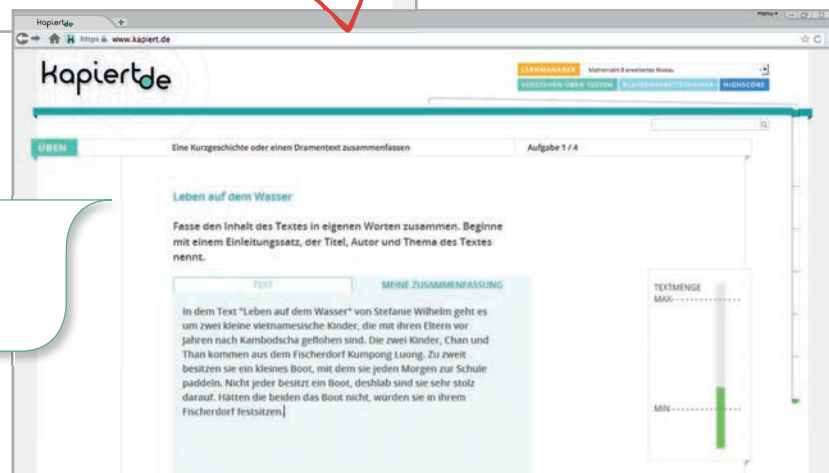 Kapiert.de
Menu
https www.kapiert.de
kapiert.de
LERNMANAGER Mathematik 8 erweitertes Niveau
VERSTEHEN ÜBEN TESTEN KLASSENARBEITSTRAINER HIGHSCORE
ÜBEN Eine Kurzgeschichte oder einen Dramentext zusammenfassen Aufgabe 1 / 4
Leben auf dem Wasser
Fasse den Inhalt des Textes in eigenen Worten zusammen. Beginne
mit einem Einleitungssatz, der Titel, Autor und Thema des Textes
nennt.
TEXT MEINE ZUSAMMENFASSUNG
In dem Text "Leben auf dem Wasser" von Stefanie Wilhelm geht es
um zwei kleine vietnamesische Kinder, die mit ihren Eltern vor
Jahren nach Kambodscha geflohen sind. Die zwei Kinder, Chan und
Than kommen aus dem Fischerdorf Kumpong Luong. Zu zweit
besitzen sie ein kleines Boot, mit dem sie jeden Morgen zur Schule
paddeln. Nicht jeder besitzt ein Boot, deshlab sind sie sehr stolz
darauf. Hätten die beiden das Boot nicht, würden sie in ihrem
Fischerdorf festsitzen.
TEXTMENGE
MAX
MIN